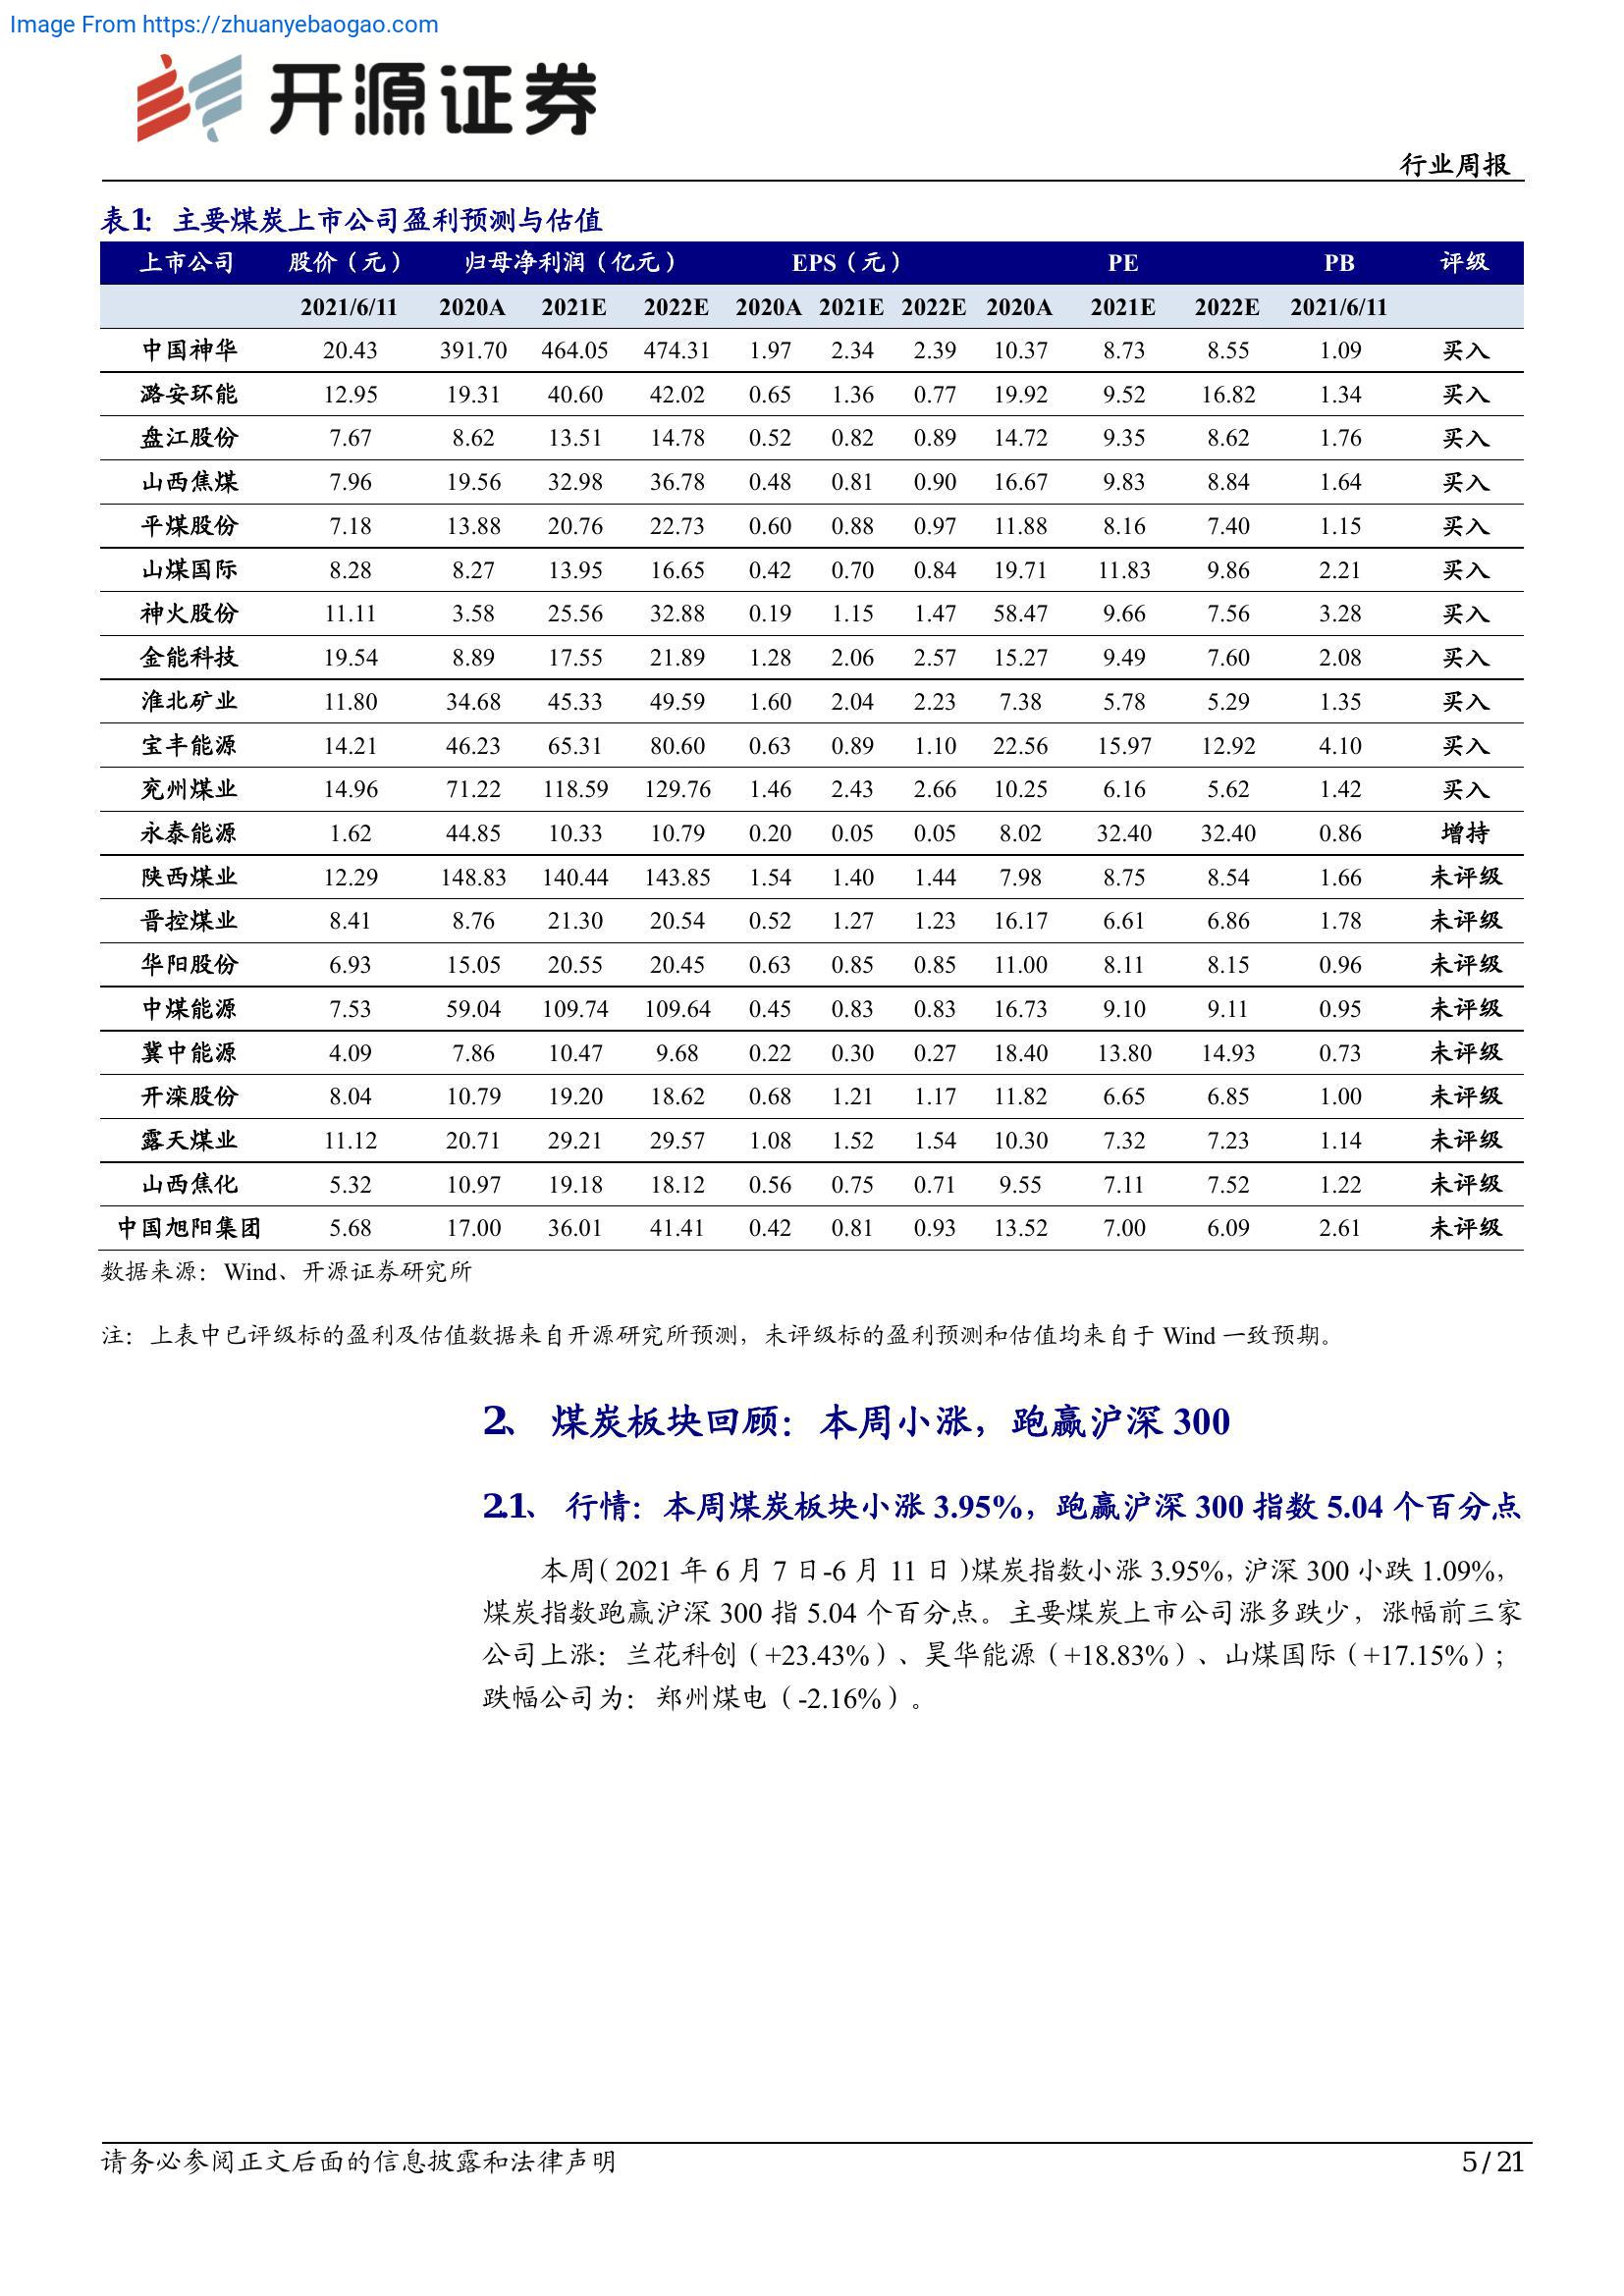 Image From https://zhuanyebaogao.com
开源证券
行业周报
表1: 主要煤炭上市公司盈利预测与估值
上市公司 股价（元） 归母净利润（亿元） EPS（元） PE PB 评级
2021/6/11 2020A 2021E 2022E 2020A 2021E 2022E 2020A 2021E 2022E 2021/6/11
中国神华 20.43 391.70 464.05 474.31 1.97 2.34 2.39 10.37 8.73 8.55 1.09 买入
潞安环能 12.95 19.31 40.60 42.02 0.65 1.36 0.77 19.92 9.52 16.82 1.34 买入
盘江股份 7.67 8.62 13.51 14.78 0.52 0.82 0.89 14.72 9.35 8.62 1.76 买入
山西焦煤 7.96 19.56 32.98 36.78 0.48 0.81 0.90 16.67 9.83 8.84 1.64 买入
平煤股份 7.18 13.88 20.76 22.73 0.60 0.88 0.97 11.88 8.16 7.40 1.15 买入
山煤国际 8.28 8.27 13.95 16.65 0.42 0.70 0.84 19.71 11.83 9.86 2.21 买入
神火股份 11.11 3.58 25.56 32.88 0.19 1.15 1.47 58.47 9.66 7.56 3.28 买入
金能科技 19.54 8.89 17.55 21.89 1.28 2.06 2.57 15.27 9.49 7.60 2.08 买入
淮北矿业 11.80 34.68 45.33 49.59 1.60 2.04 2.23 7.38 5.78 5.29 1.35 买入
宝丰能源 14.21 46.23 65.31 80.60 0.63 0.89 1.10 22.56 15.97 12.92 4.10 买入
兖州煤业 14.96 71.22 118.59 129.76 1.46 2.43 2.66 10.25 6.16 5.62 1.42 买入
永泰能源 1.62 44.85 10.33 10.79 0.20 0.05 0.05 8.02 32.40 32.40 0.86 增持
陕西煤业 12.29 148.83 140.44 143.85 1.54 1.40 1.44 7.98 8.75 8.54 1.66 未评级
晋控煤业 8.41 8.76 21.30 20.54 0.52 1.27 1.23 16.17 6.61 6.86 1.78 未评级
华阳股份 6.93 15.05 20.55 20.45 0.63 0.85 0.85 11.00 8.11 8.15 0.96 未评级
中煤能源 7.53 59.04 109.74 109.64 0.45 0.83 0.83 16.73 9.10 9.11 0.95 未评级
冀中能源 4.09 7.86 10.47 9.68 0.22 0.30 0.27 18.40 13.80 14.93 0.73 未评级
开滦股份 8.04 10.79 19.20 18.62 0.68 1.21 1.17 11.82 6.65 6.85 1.00 未评级
露天煤业 11.12 20.71 29.21 29.57 1.08 1.52 1.54 10.30 7.32 7.23 1.14 未评级
山西焦化 5.32 10.97 19.18 18.12 0.56 0.75 0.71 9.55 7.11 7.52 1.22 未评级
中国旭阳集团 5.68 17.00 36.01 41.41 0.42 0.81 0.93 13.52 7.00 6.09 2.61 未评级
数据来源：Wind、开源证券研究所
注：上表中已评级标的盈利及估值数据来自开源研究所预测，未评级标的盈利预测和估值均来自于 Wind 一致预期。
2、 煤炭板块回顾：本周小涨，跑赢沪深 300
2.1、 行情：本周煤炭板块小涨 3.95%，跑赢沪深 300 指数 5.04 个百分点
本周（2021 年 6 月 7 日-6 月 11 日）煤炭指数小涨 3.95%，沪深 300 小跌 1.09%，
煤炭指数跑赢沪深 300 指 5.04 个百分点。主要煤炭上市公司涨多跌少，涨幅前三家
公司上涨：兰花科创（+23.43%）、昊华能源（+18.83%）、山煤国际（+17.15%）；
跌幅公司为：郑州煤电（-2.16%）。
请务必参阅正文后面的信息披露和法律声明 5 / 21